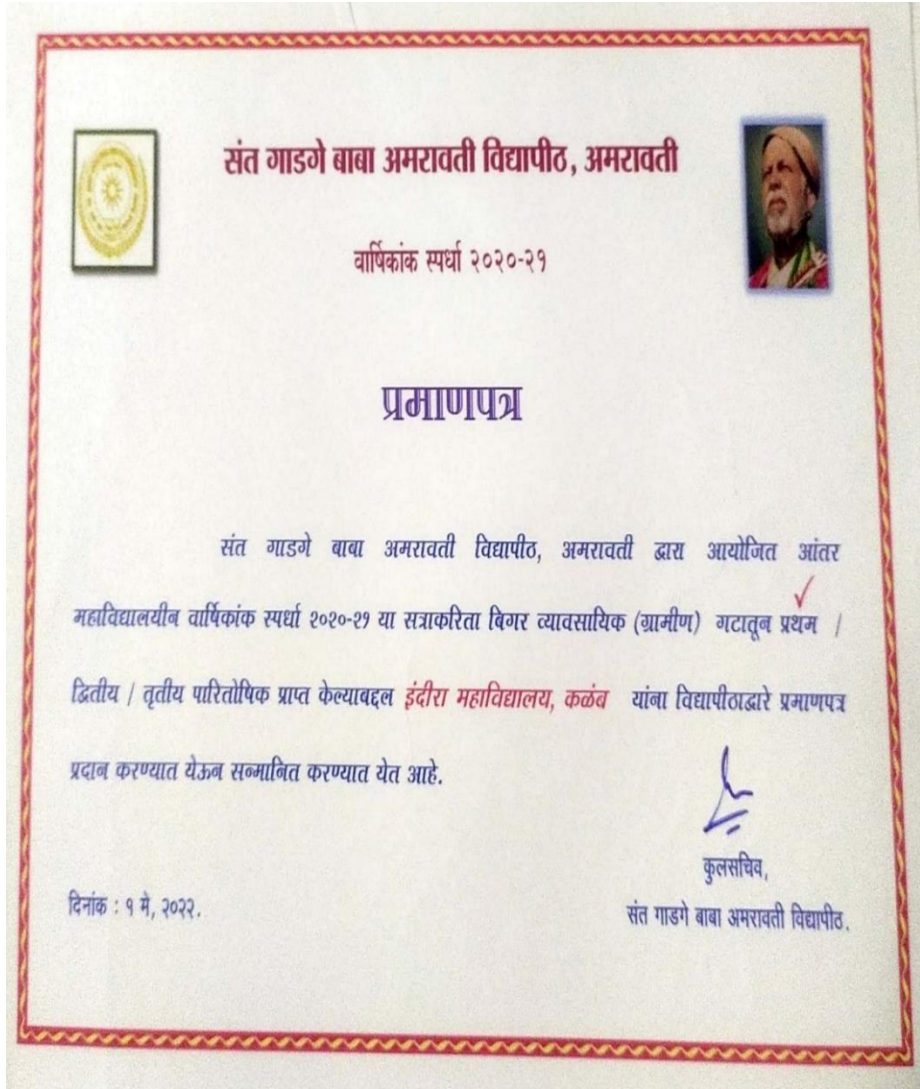 संत गाडगे बाबा अमरावती विद्यापीठ, अमरावती
वार्षिकांक स्पर्धा २०२०-२१
प्रमाणपत्र
संत गाडगे बाबा अमरावती विद्यापीठ, अमरावती द्वारा आयोजित आंतर
महाविद्यालयीन वार्षिकांक स्पर्धा २०२०-२१ या सत्राकरिता बिगर व्यावसायिक (ग्रामीण) गटातून प्रथम /
द्वितीय / तृतीय पारितोषिक प्राप्त केल्याबद्दल इंदीरा महाविद्यालय, कळंब यांना विद्यापीठाद्वारे प्रमाणपत्र
प्रदान करण्यात येऊन सन्मानित करण्यात येत आहे.
कुलसचिव,
दिनांक : १ मे, २०२२.
संत गाडगे बाबा अमरावती विद्यापीठ.